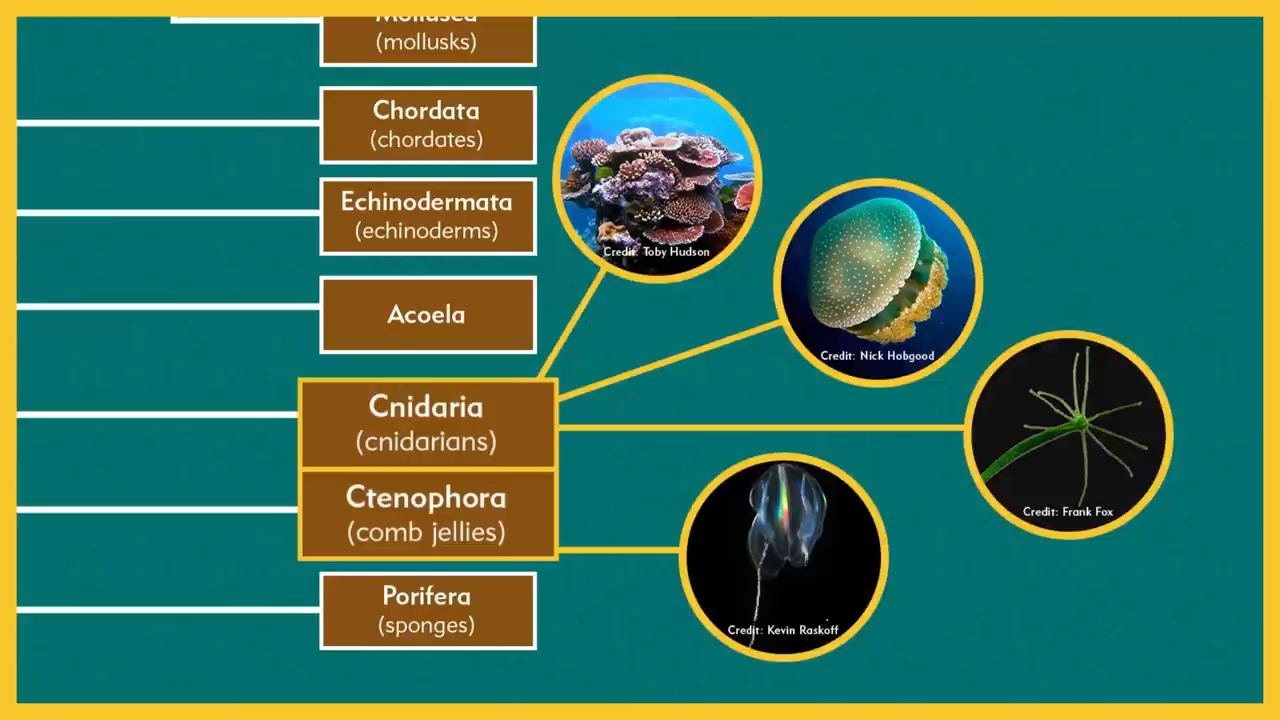 Mollusca
(mollusks)
Chordata
(chordates)
Echinodermata
(echinoderms)
Acoela
Cnidaria
(cnidarians)
Ctenophora
(comb jellies)
Porifera
(sponges)
Credit: Toby Hudson
Credit: Nick Hobgood
Credit: Frank Fox
Credit: Kevin Raskoff